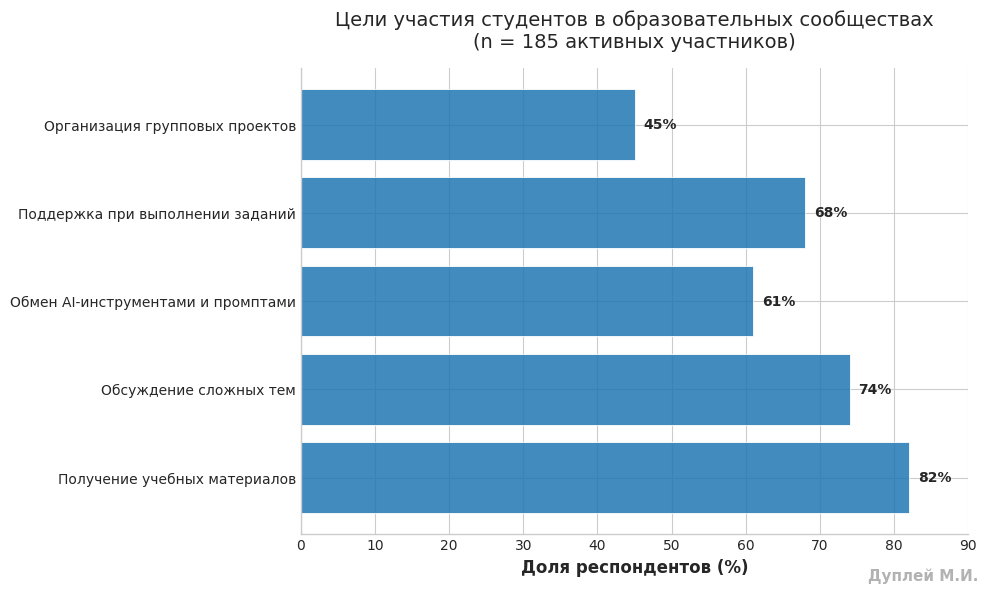 Цели участия студентов в образовательных сообществах
(n = 185 активных участников)
Организация групповых проектов
45%
Поддержка при выполнении заданий
68%
Обмен AI-инструментами и промптами
61%
Обсуждение сложных тем
74%
Получение учебных материалов
82%
0 10 20 30 40 50 60 70 80 90
Доля респондентов (%)
Дуплей М.И.